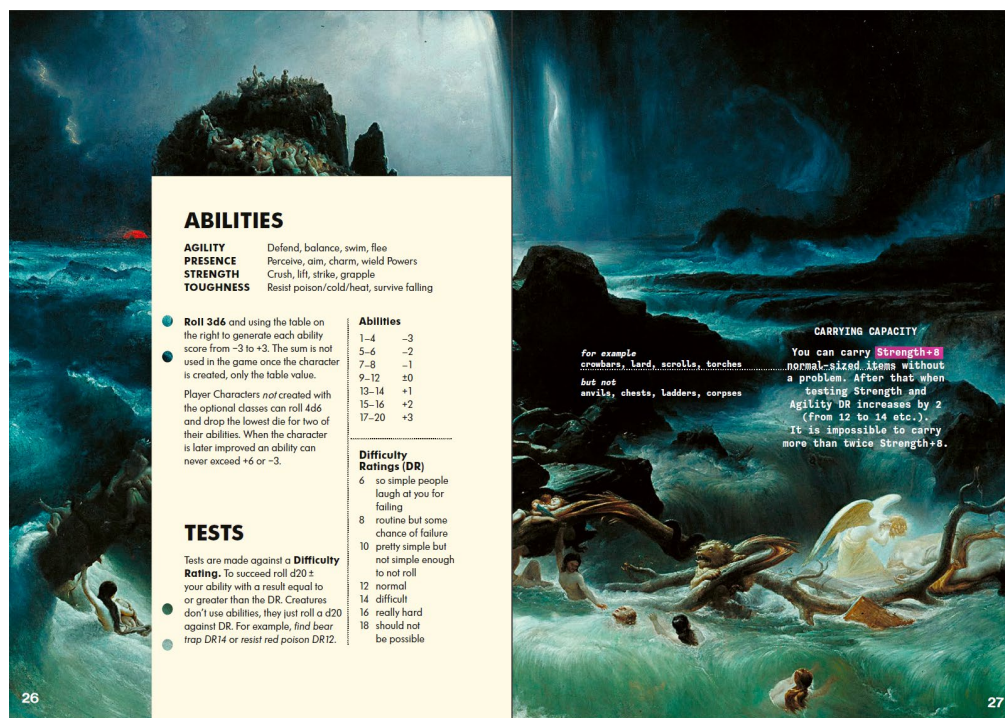 ABILITIES
AGILITY Defend, balance, swim, flee
PRESENCE Perceive, aim, charm, wield Powers
STRENGTH Crush, lift, strike, grapple
TOUGHNESS Resist poison/cold/heat, survive falling
Roll 3d6 and using the table on
the right to generate each ability
score from −3 to +3. The sum is not
used in the game once the character
is created, only the table value.
Player Characters not created with
the optional classes can roll 4d6
and drop the lowest die for two of
their abilities. When the character
is later improved an ability can
never exceed +6 or −3.
Abilities
1–4 −3
5–6 −2
7–8 −1
9–12 ±0
13–14 +1
15–16 +2
17–20 +3
TESTS
Tests are made against a Difficulty
Rating. To succeed roll d20 ±
your ability with a result equal to
or greater than the DR. Creatures
don't use abilities, they just roll a d20
against DR. For example, find bear
trap DR14 or resist red poison DR12.
Difficulty
Ratings (DR)
6 so simple people
laugh at you for
failing
8 routine but some
chance of failure
10 pretty simple but
not simple enough
to not roll
12 normal
14 difficult
16 really hard
18 should not
be possible
26
for example
crowbars, lard, scrolls, torches
but not
anvils, chests, ladders, corpses
CARRYING CAPACITY
You can carry Strength+8
normal-sized items without
a problem. After that when
testing Strength and
Agility DR increases by 2
(from 12 to 14 etc.).
It is impossible to carry
more than twice Strength+8.
27